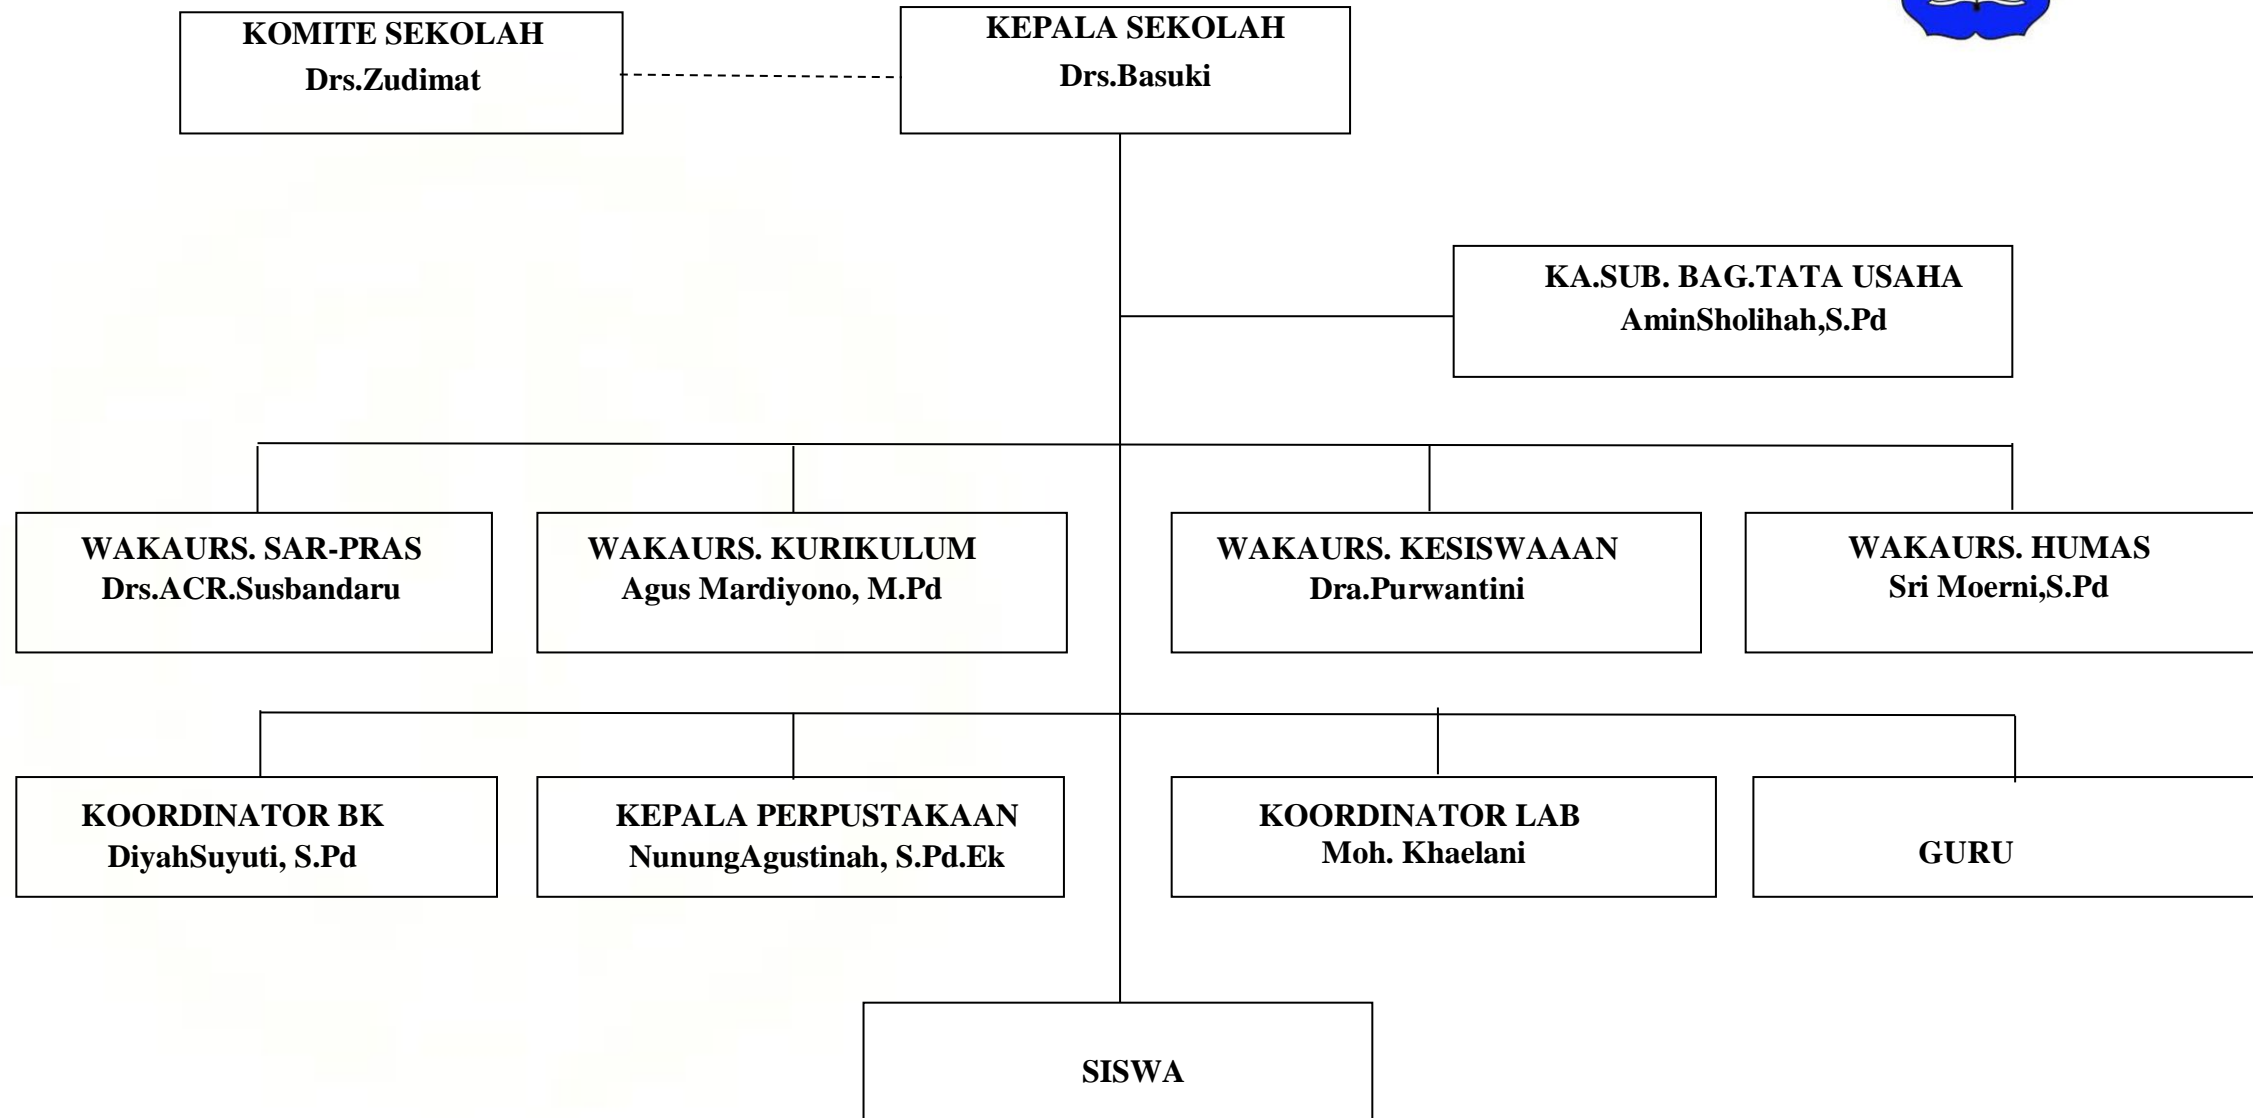 KOMITE SEKOLAH
Drs.Zudimat
KEPALA SEKOLAH
Drs.Basuki
KA.SUB. BAG.TATA USAHA
AminSholihah,S.Pd
WAKAURS. SAR-PRAS
Drs.ACR.Susbandaru
WAKAURS. KURIKULUM
Agus Mardiyono, M.Pd
WAKAURS. KESISWAAAN
Dra.Purwantini
WAKAURS. HUMAS
Sri Moerni,S.Pd
KOORDINATOR BK
DiyahSuyuti, S.Pd
KEPALA PERPUSTAKAAN
NunungAgustinah, S.Pd.Ek
KOORDINATOR LAB
Moh. Khaelani
GURU
SISWA